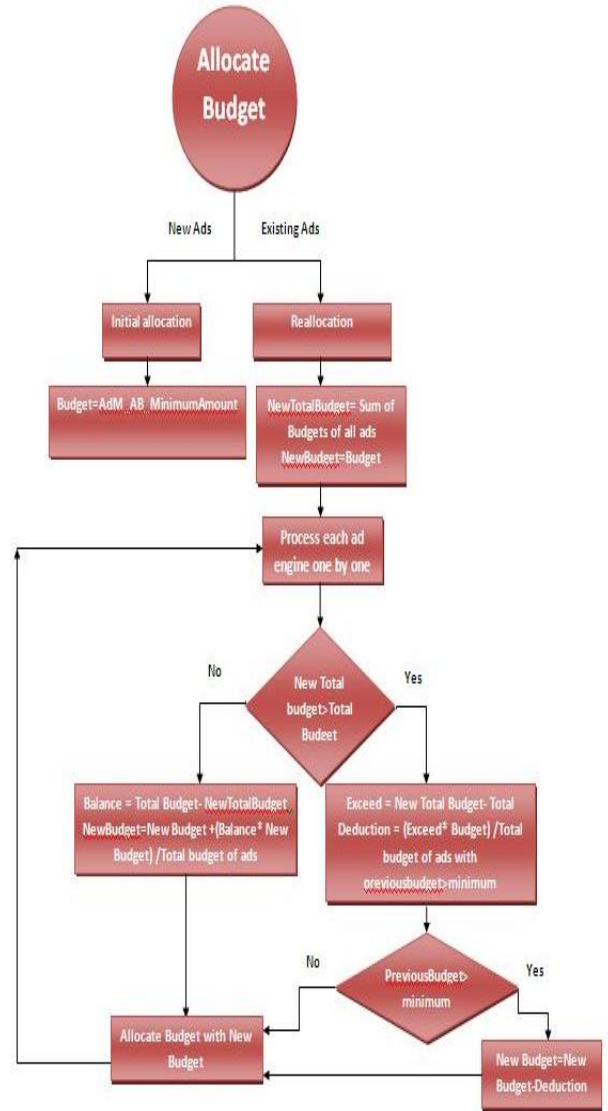 Allocate
Budget
New Ads
Existing Ads
Initial allocation
Reallocation
Budget=AdM_AB_MinimumAmount
NewTotalBudget= Sum of
Budgets of all ads
NewBudget=Budget
Process each ad
engine one by one
No
Yes
New Total
budget>Total
Budget
Balance = Total Budget- NewTotalBudget
NewBudget=New Budget +(Balance* New
Budget) /Total budget of ads
Exceed = New Total Budget- Total
Deduction = (Exceed* Budget) /Total
budget of ads with
previousbudget>minimum
No
Yes
PreviousBudget>
minimum
Allocate Budget with New
Budget
New Budget=New
Budget-Deduction